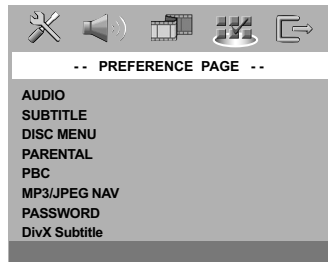 -- PREFERENCE PAGE --
AUDIO
SUBTITLE
DISC MENU
PARENTAL
PBC
MP3/JPEG NAV
PASSWORD
DivX Subtitle